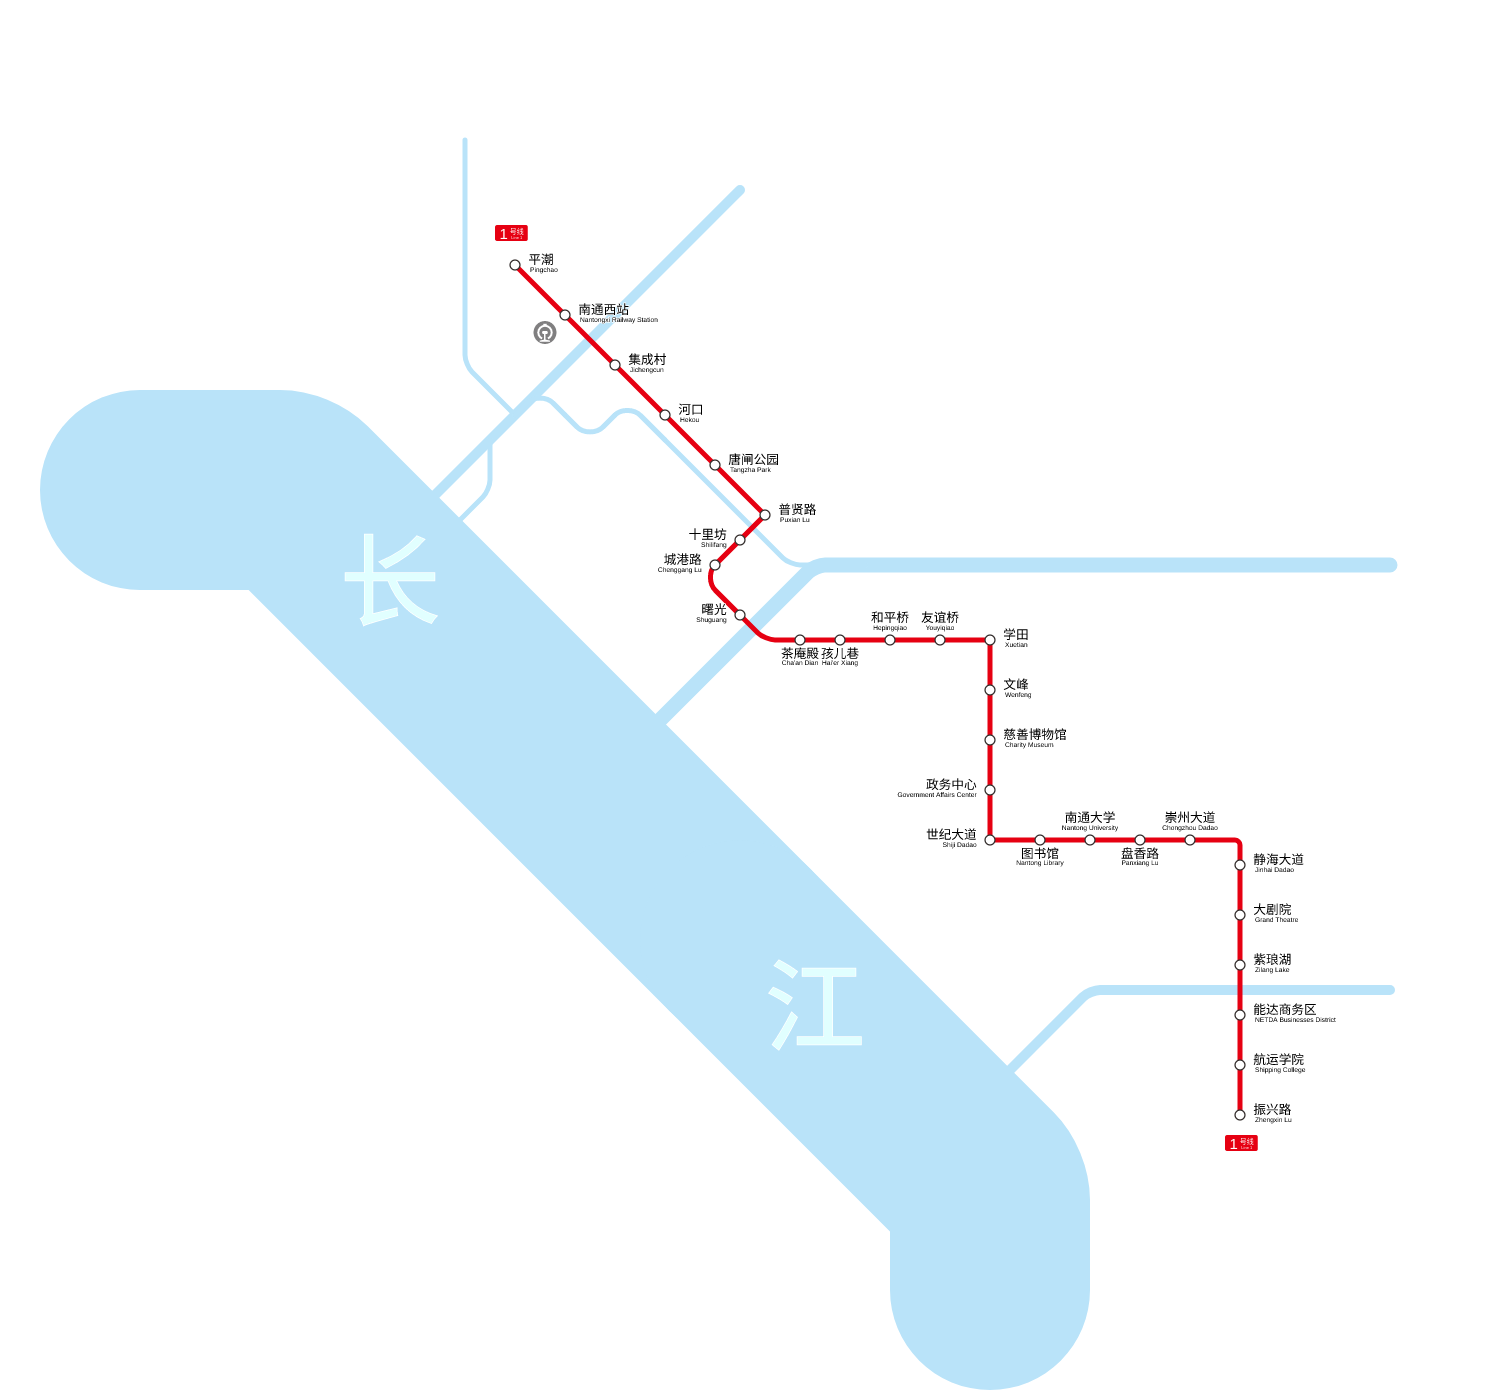 1 号线
Line 1
平潮
Pingchao
南通西站
Nantongxi Railway Station
集成村
Jichengcun
河口
Hekou
唐闸公园
Tangzha Park
普贤路
Puxian Lu
十里坊
Shilifang
城港路
Chenggang Lu
曙光
Shuguang
茶庵殿
Cha'an Dian
孩儿巷
Hai'er Xiang
和平桥
Hepingqiao
友谊桥
Youyiqiao
学田
Xuetian
文峰
Wenfeng
慈善博物馆
Charity Museum
政务中心
Government Affairs Center
世纪大道
Shiji Dadao
图书馆
Nantong Library
南通大学
Nantong University
盘香路
Panxiang Lu
崇州大道
Chongzhou Dadao
静海大道
Jinhai Dadao
大剧院
Grand Theatre
紫琅湖
Zilang Lake
能达商务区
NETDA Businesses District
航运学院
Shipping College
振兴路
Zhengxin Lu
1 号线
Line 1
长
江